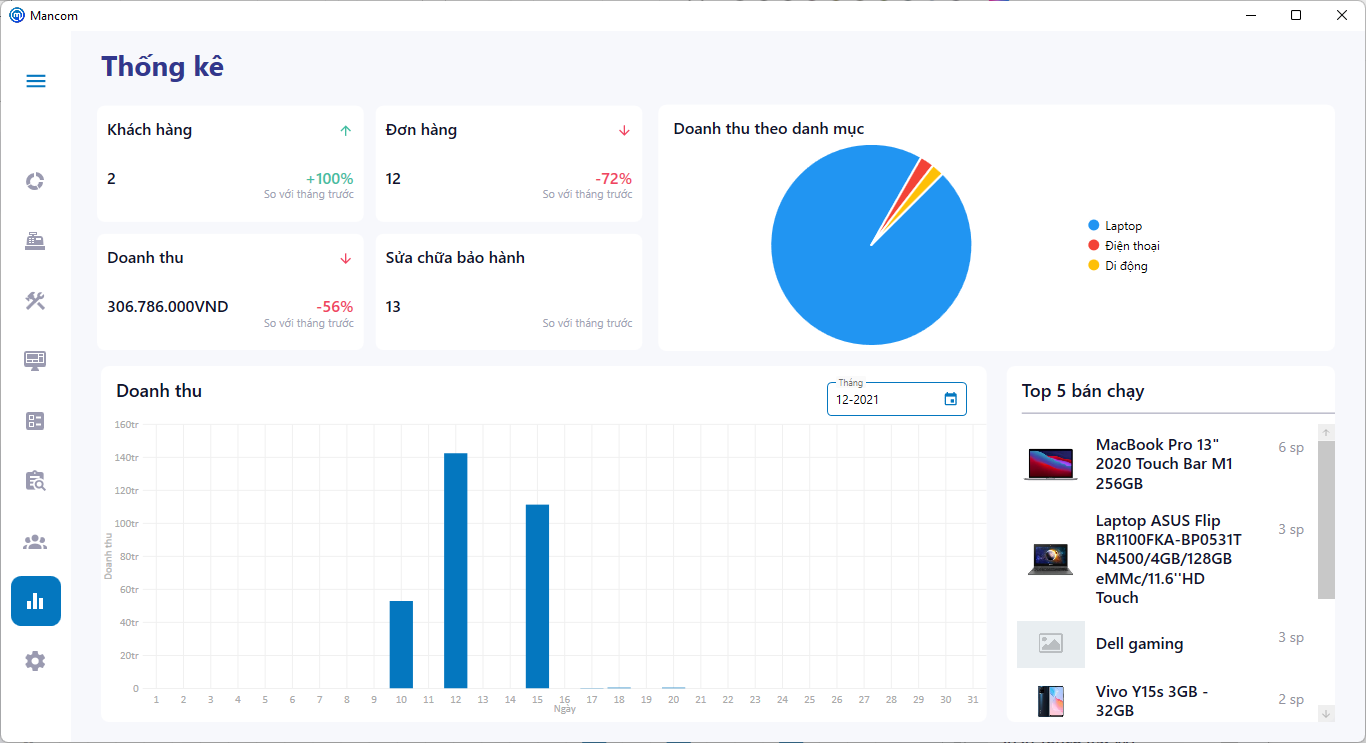 Mancom
Thống kê
Khách hàng
2
+100%
So với tháng trước
Đơn hàng
12
-72%
So với tháng trước
Doanh thu
306.786.000VND
-56%
So với tháng trước
Sửa chữa bảo hành
13
So với tháng trước
Doanh thu theo danh mục
Laptop
Điện thoại
Di động
Doanh thu
Tháng
12-2021
160tr
140tr
120tr
100tr
80tr
60tr
40tr
20tr
0
Doanh thu
1 2 3 4 5 6 7 8 9 10 11 12 13 14 15 16 17 18 19 20 21 22 23 24 25 26 27 28 29 30 31
Ngày
Top 5 bán chạy
MacBook Pro 13"
2020 Touch Bar M1
256GB
6 sp
Laptop ASUS Flip
BR1100FKA-BP0531T
N4500/4GB/128GB
eMMc/11.6''HD
Touch
3 sp
Dell gaming
3 sp
Vivo Y15s 3GB -
32GB
2 sp